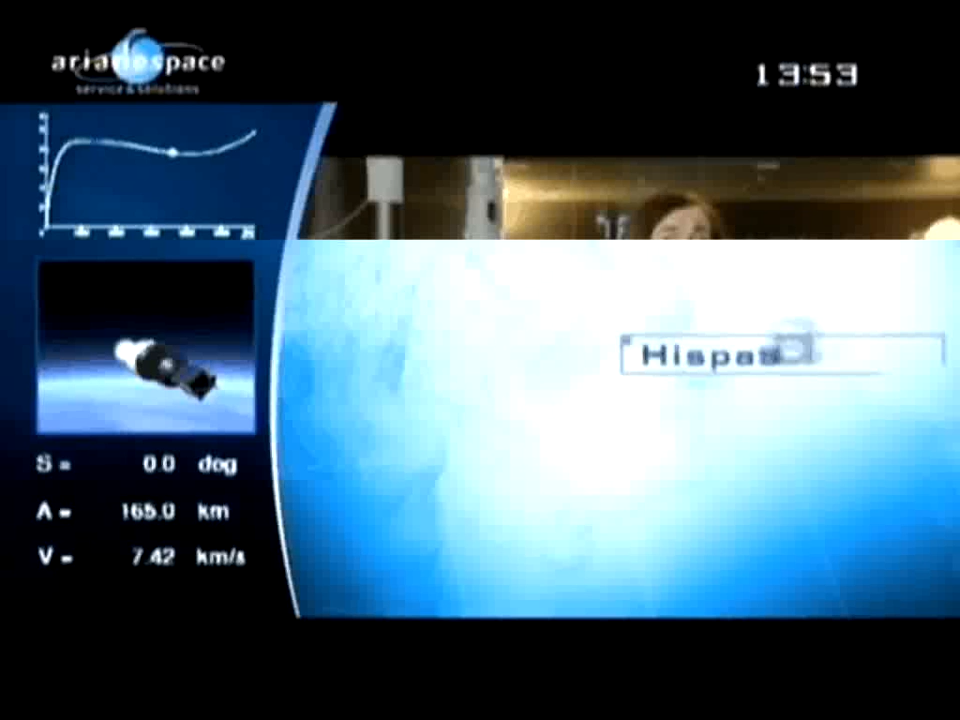 arianespace
service & solutions
13:53
Hispas
S = 0.0 deg
A = 165.0 km
V = 7.42 km/s